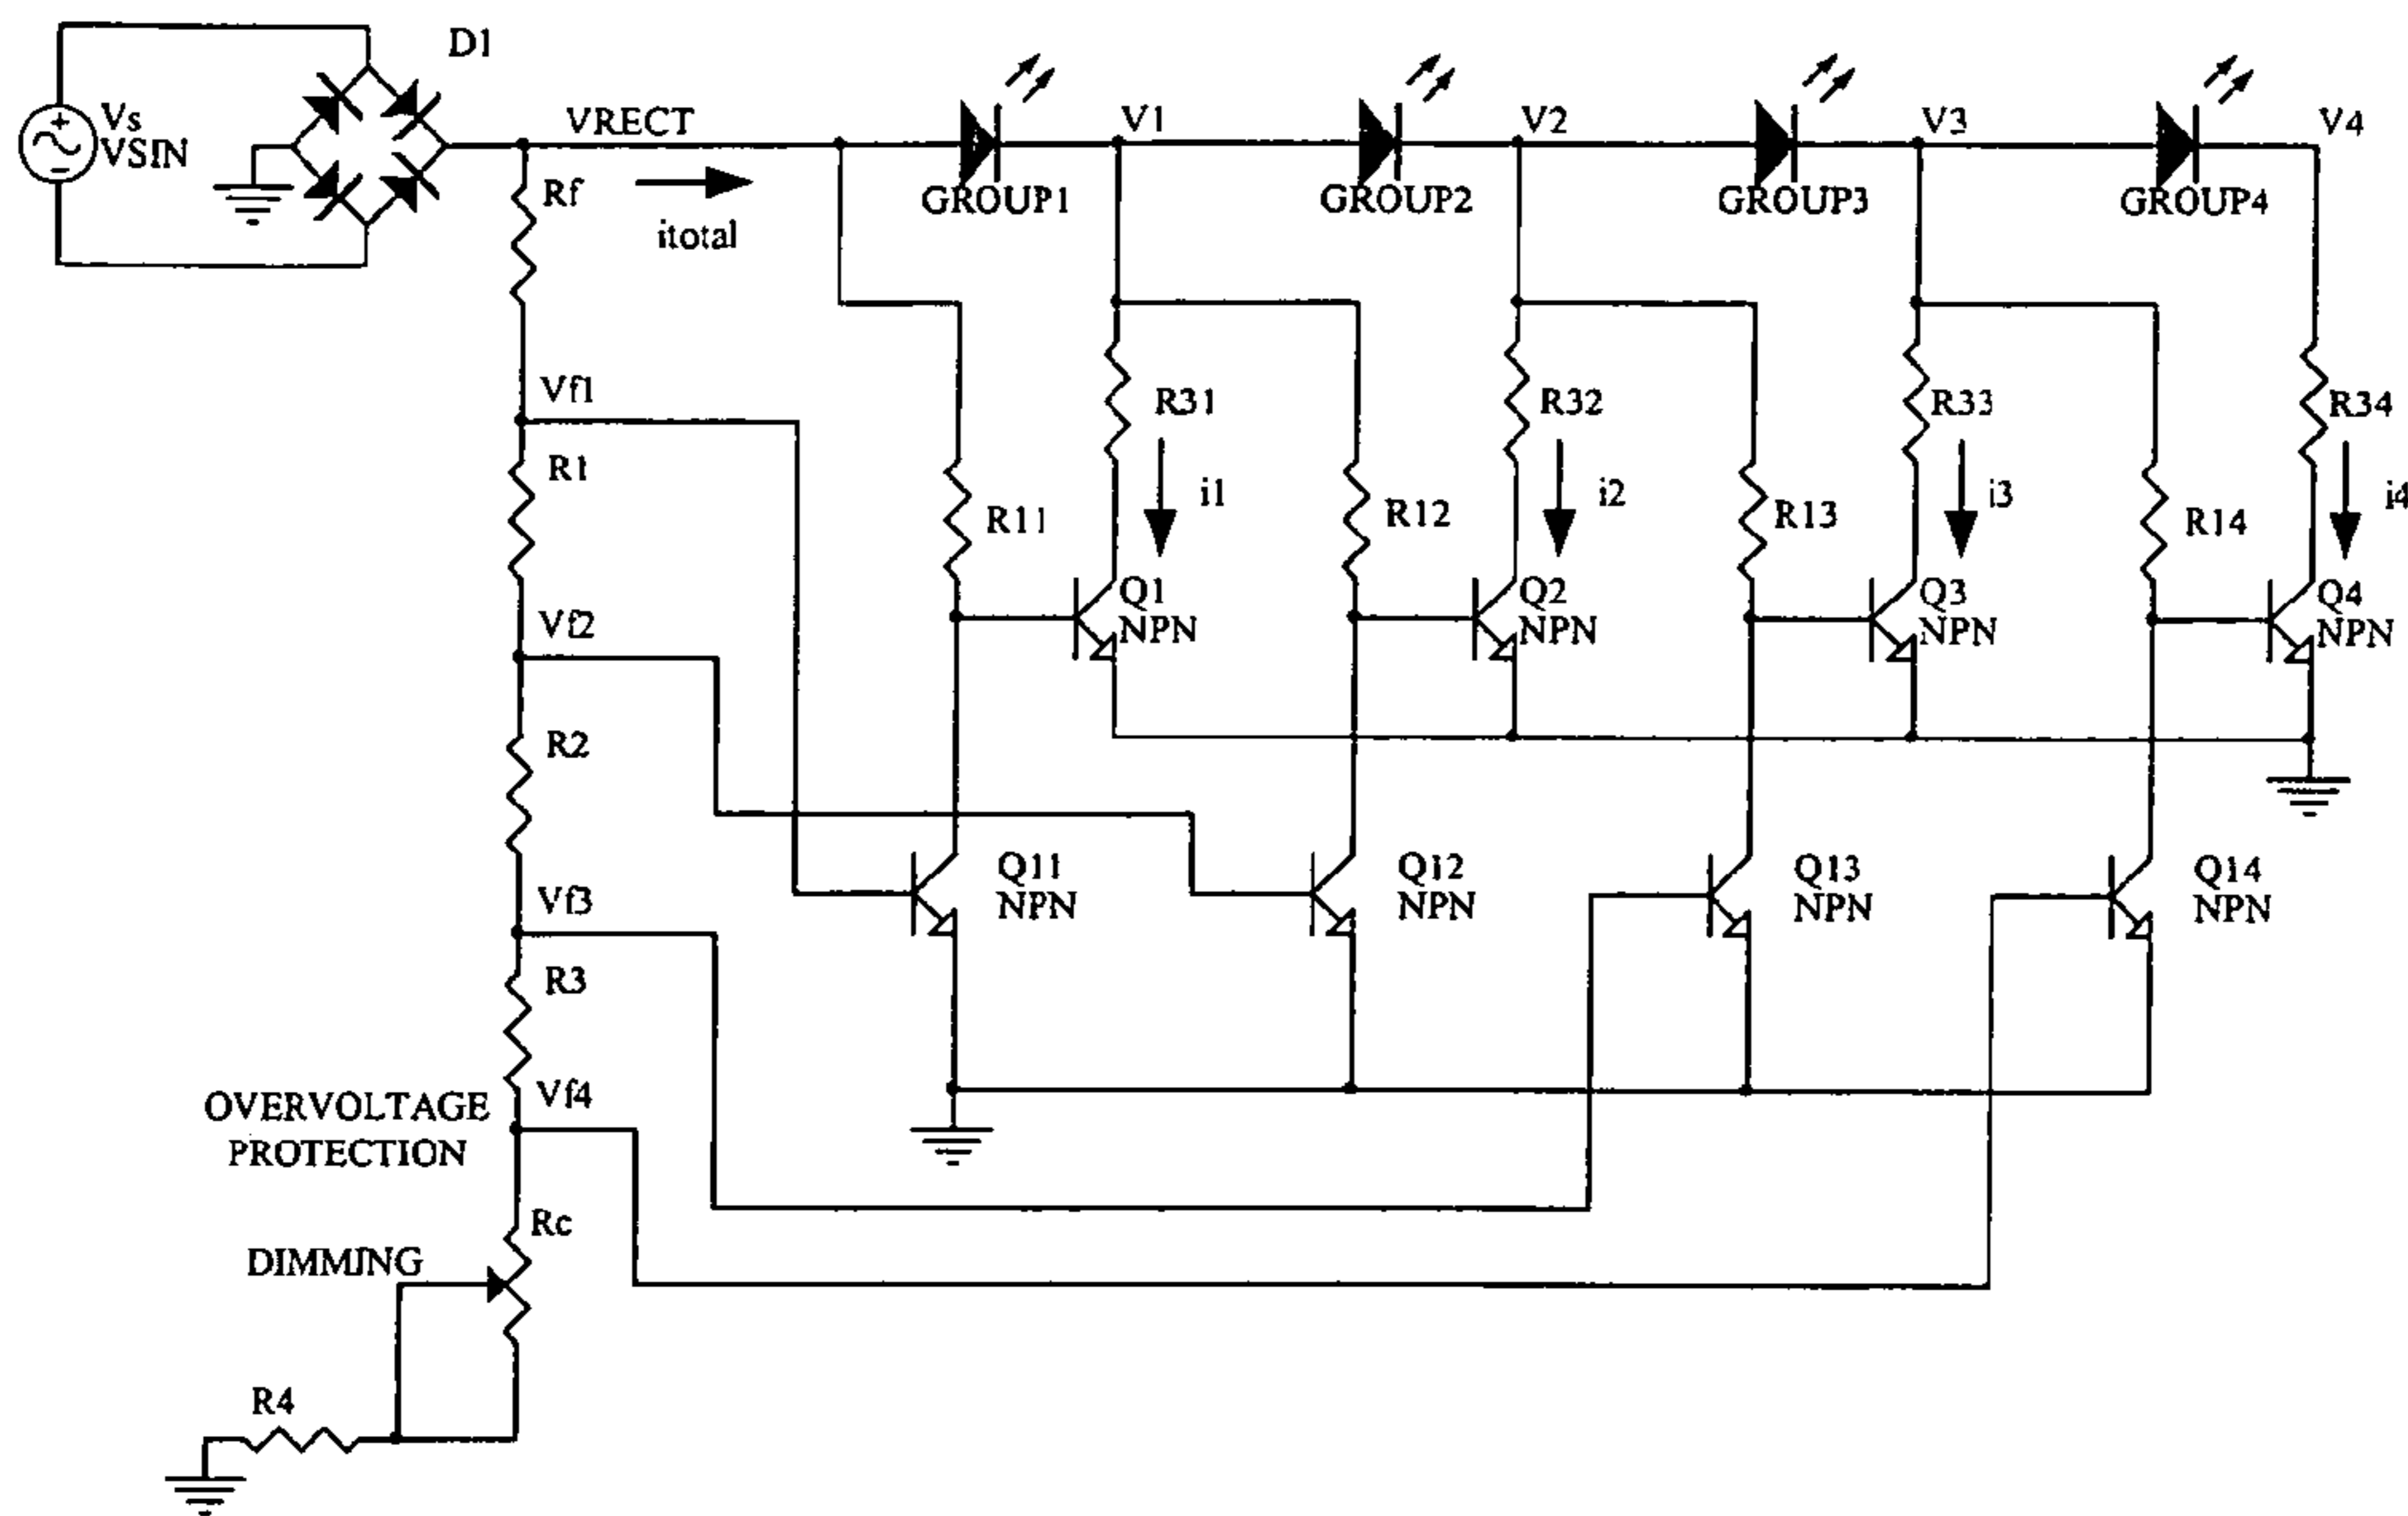 D1
Vs
VSIN
VRECT
V1
V2
V3
V4
Rf
itotal
GROUP1
GROUP2
GROUP3
GROUP4
Vf1
R31
R32
R33
R34
R1
i1
i2
i3
i4
R11
R12
R13
R14
Q1
NPN
Q2
NPN
Q3
NPN
Q4
NPN
Vf2
R2
Q11
NPN
Q12
NPN
Q13
NPN
Q14
NPN
Vf3
R3
Vf4
OVERVOLTAGE
PROTECTION
Rc
DIMMING
R4